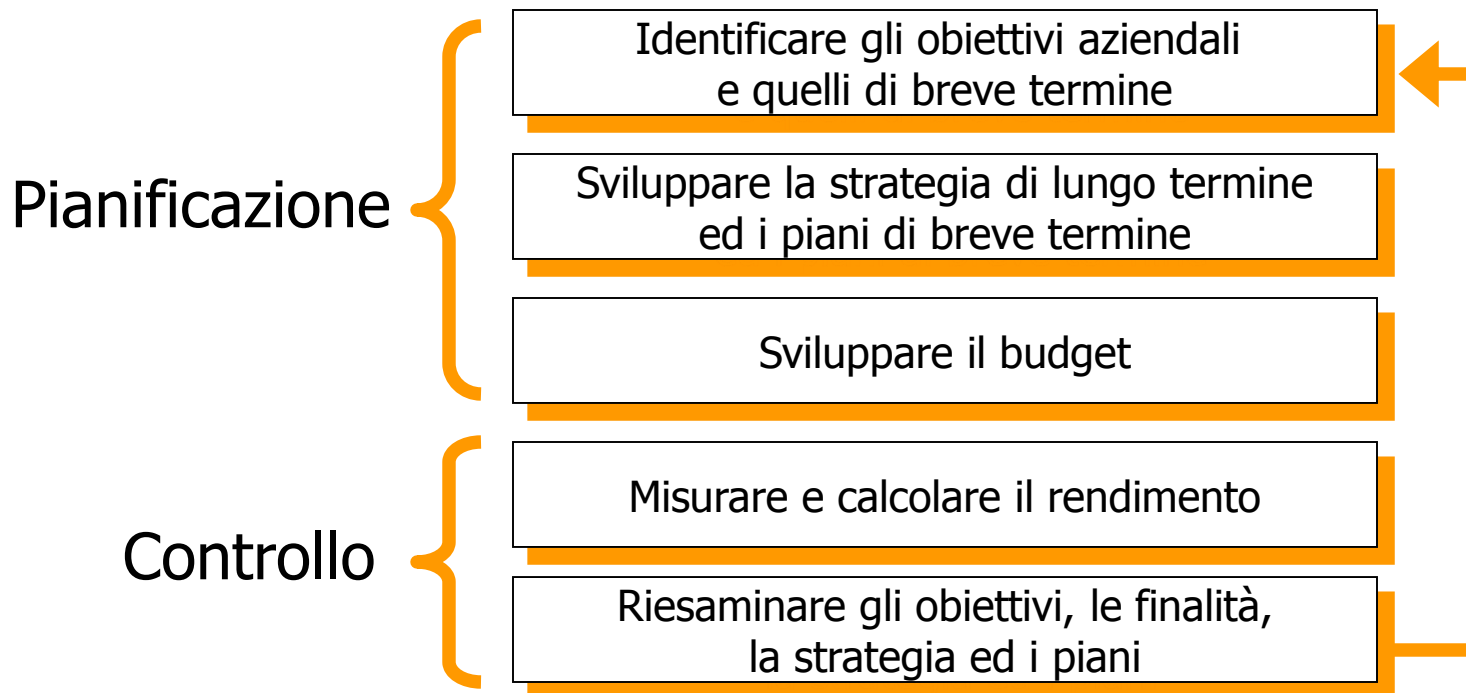 Pianificazione
Identificare gli obiettivi aziendali
e quelli di breve termine
Sviluppare la strategia di lungo termine
ed i piani di breve termine
Sviluppare il budget
Controllo
Misurare e calcolare il rendimento
Riesaminare gli obiettivi, le finalità,
la strategia ed i piani